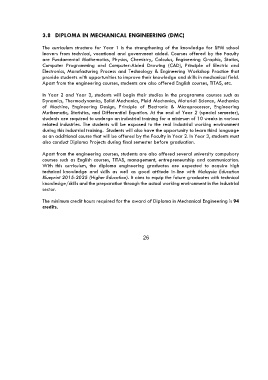 3.8 DIPLOMA IN MECHANICAL ENGINEERING (DMC)
The curriculum structure for Year 1 is the strengthening of the knowledge for SPM school
leavers from technical, vocational and government aided. Courses offered by the Faculty
are Fundamental Mathematics, Physics, Chemistry, Calculus, Engineering Graphic, Statics,
Computer Programming and Computer-Aided Drawing (CAD), Principle of Electric and
Electronics, Manufacturing Process and Technology & Engineering Workshop Practice that
provide students with opportunities to improve their knowledge and skills in mechanical field.
Apart from the engineering courses, students are also offered English courses, TITAS, etc.
In Year 2 and Year 3, students will begin their studies in the programme courses such as
Dynamics, Thermodynamics, Solid Mechanics, Fluid Mechanics, Material Science, Mechanics
of Machine, Engineering Design, Principle of Electronic & Microprocessor, Engineering
Mathematics, Statistics, and Differential Equation. At the end of Year 2 (special semester),
students are required to undergo an industrial training for a minimum of 10 weeks in various
related industries. The students will be exposed to the real industrial working environment
during this industrial training. Students will also have the opportunity to learn third language
as an additional course that will be offered by the Faculty in Year 2. In Year 3, students must
also conduct Diploma Projects during final semester before graduation.
Apart from the engineering courses, students are also offered several university compulsory
courses such as English courses, TITAS, management, entrepreneurship and communication.
With this curriculum, the diploma engineering graduates are expected to acquire high
technical knowledge and skills as well as good attitude in-line with Malaysia Education
Blueprint 2015-2025 (Higher Education). It aims to equip the future graduates with technical
knowledge/skills and the preparation through the actual working environment in the industrial
sector.
The minimum credit hours required for the award of Diploma in Mechanical Engineering is 94
credits.
26